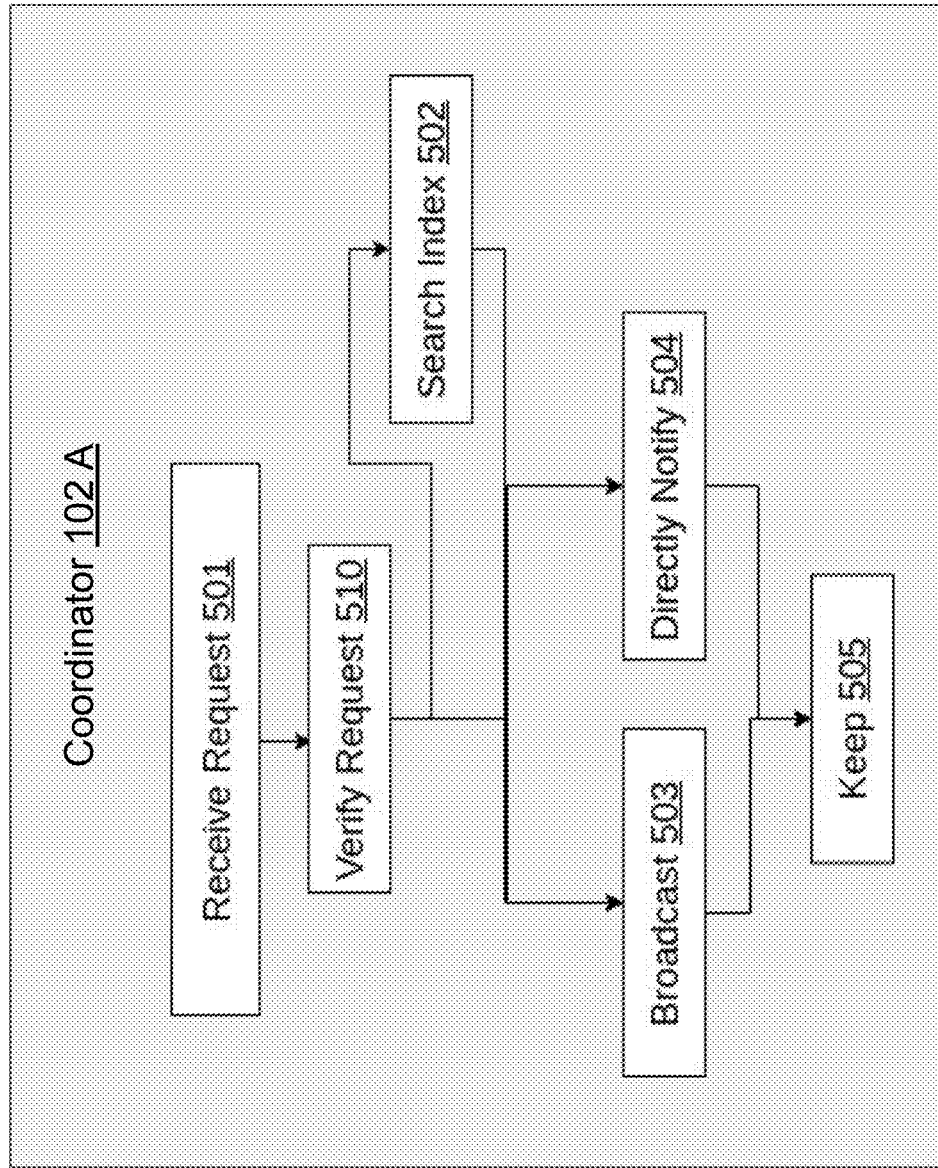 Coordinator 102 A
Receive Request 501
Verify Request 510
Search Index 502
Broadcast 503
Directly Notify 504
Keep 505